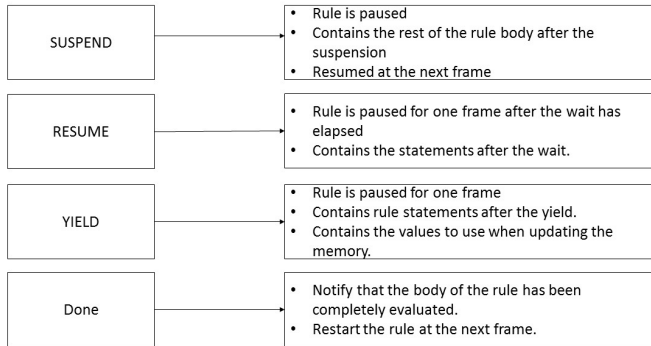 SUSPEND
• Rule is paused
• Contains the rest of the rule body after the
suspension
• Resumed at the next frame
RESUME
• Rule is paused for one frame after the wait has
elapsed
• Contains the statements after the wait.
YIELD
• Rule is paused for one frame
• Contains rule statements after the yield.
• Contains the values to use when updating the
memory.
Done
• Notify that the body of the rule has been
completely evaluated.
• Restart the rule at the next frame.